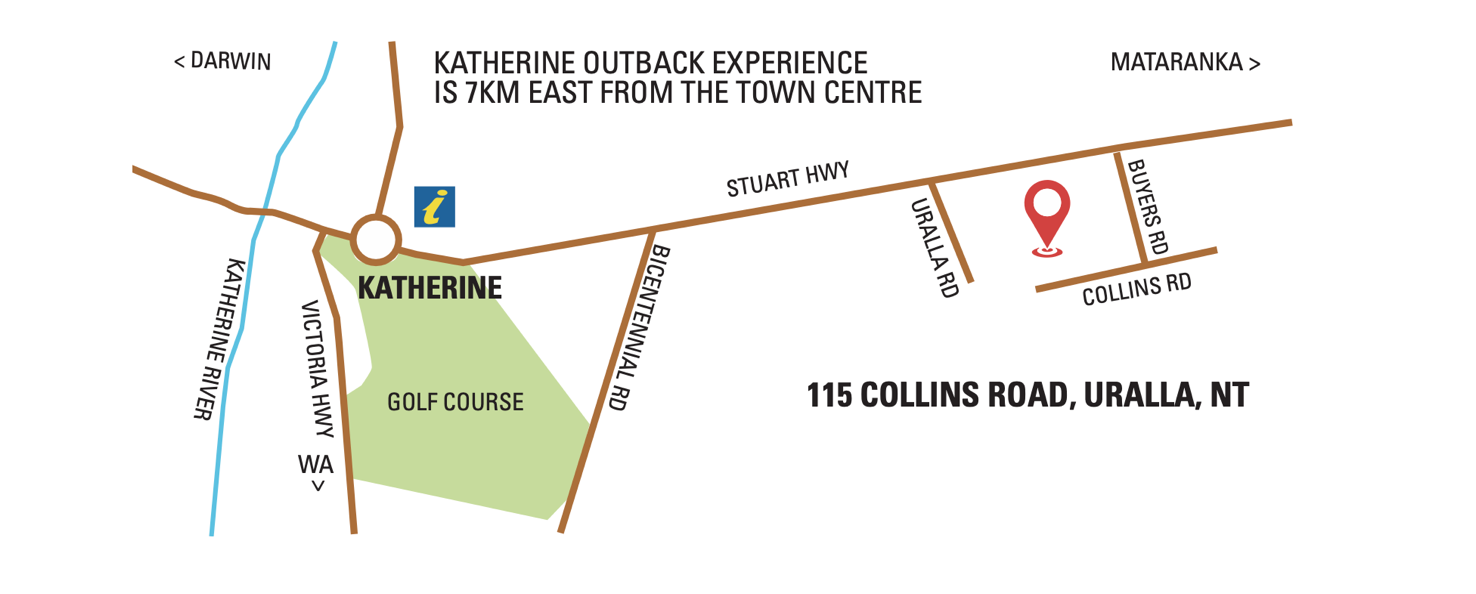 < DARWIN
KATHERINE OUTBACK EXPERIENCE
IS 7KM EAST FROM THE TOWN CENTRE
MATARANKA >
STUART HWY
i
URALLA RD
BUYERS RD
COLLINS RD
KATHERINE
KATHERINE RIVER
VICTORIA HWY
BICENTENNIAL RD
GOLF COURSE
115 COLLINS ROAD, URALLA, NT
WA
>